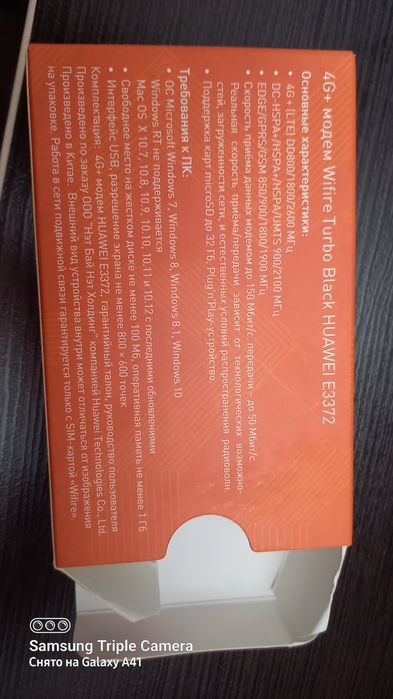 4G+ модем Wifire Turbo Black HUAWEI E3372
Основные характеристики:
• 4G+ (LTE) DD800/1800/2600 МГц
• DC-HSPA+/HSPA+/HSPA/UMTS 900/2100 МГц
• EDGE/GPRS/GSM 850/900/1800/1900 МГц
• Скорость приёма данных модемом до 150 Мбит/с, передачи – до 50 Мбит/с.
Реальная скорость приёма/передачи зависит от технологических возможно-
стей, загруженности сети, и естественных условий распространения радиоволн.
• Поддержка карт microSD до 32 Гб, Plug'n'Play-устройство.
Требования к ПК:
• ОС Microsoft Windows 7, Windows 8, Windows 8.1, Windows 10
Windows RT не поддерживается
Mac OS X 10.7, 10.8, 10.9, 10.10, 10.11 и 10.12 с последними обновлениями
• Свободное место на жестком диске не менее 100 Мб, оперативная память не менее 1 Гб
• Интерфейс USB, разрешение экрана не менее 800 × 600 точек
Комплектация: 4G+ модем HUAWEI E3372, гарантийный талон, руководство пользователя
Произведено по заказу ООО "Нэт Бай Нэт Холдинг" компанией Huawei Technologies Co., Ltd.
Произведено в Китае. Внешний вид устройства внутри может отличаться от изображения
на упаковке. Работа в сети подвижной связи гарантируется только с SIM-картой «Wifire».
Samsung Triple Camera
Снято на Galaxy A41